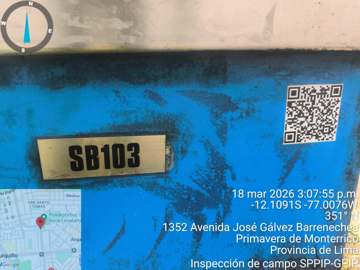 SB103
18 mar 2026 3:07:55 p.m.
-12.1091S -77.0076W
351° N
1352 Avenida José Gálvez Barrenechea
Primavera de Monterrico
Provincia de Lima
Inspección de campo SPPIP-GFIP